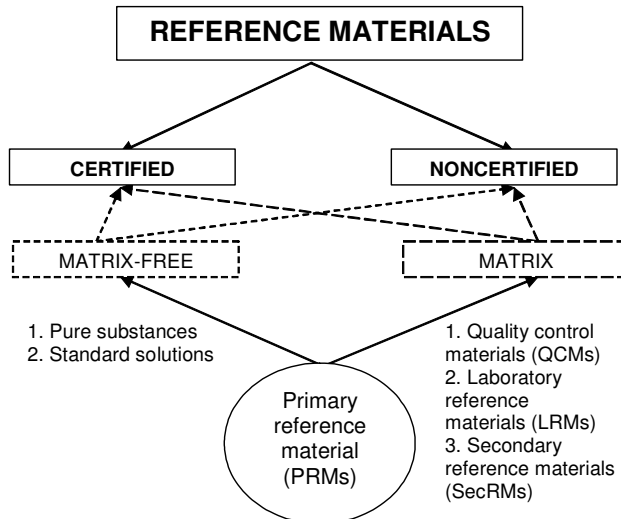 REFERENCE MATERIALS
CERTIFIED
NONCERTIFIED
MATRIX-FREE
MATRIX
1. Pure substances
2. Standard solutions
1. Quality control
materials (QCMs)
2. Laboratory
reference
materials (LRMs)
3. Secondary
reference materials
(SecRMs)
Primary
reference
material
(PRMs)